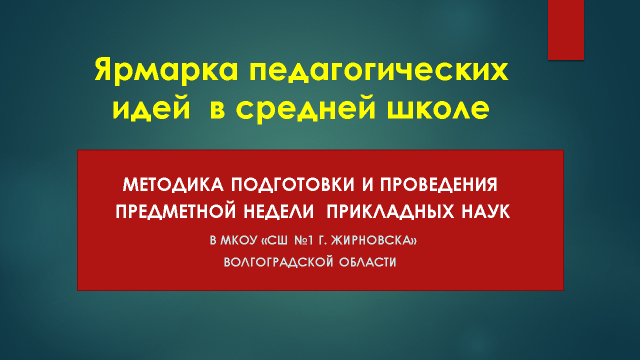 Ярмарка педагогических
идей в средней школе
МЕТОДИКА ПОДГОТОВКИ И ПРОВЕДЕНИЯ
ПРЕДМЕТНОЙ НЕДЕЛИ ПРИКЛАДНЫХ НАУК
В МКОУ «СШ №1 Г. ЖИРНОВСКА»
ВОЛГОГРАДСКОЙ ОБЛАСТИ